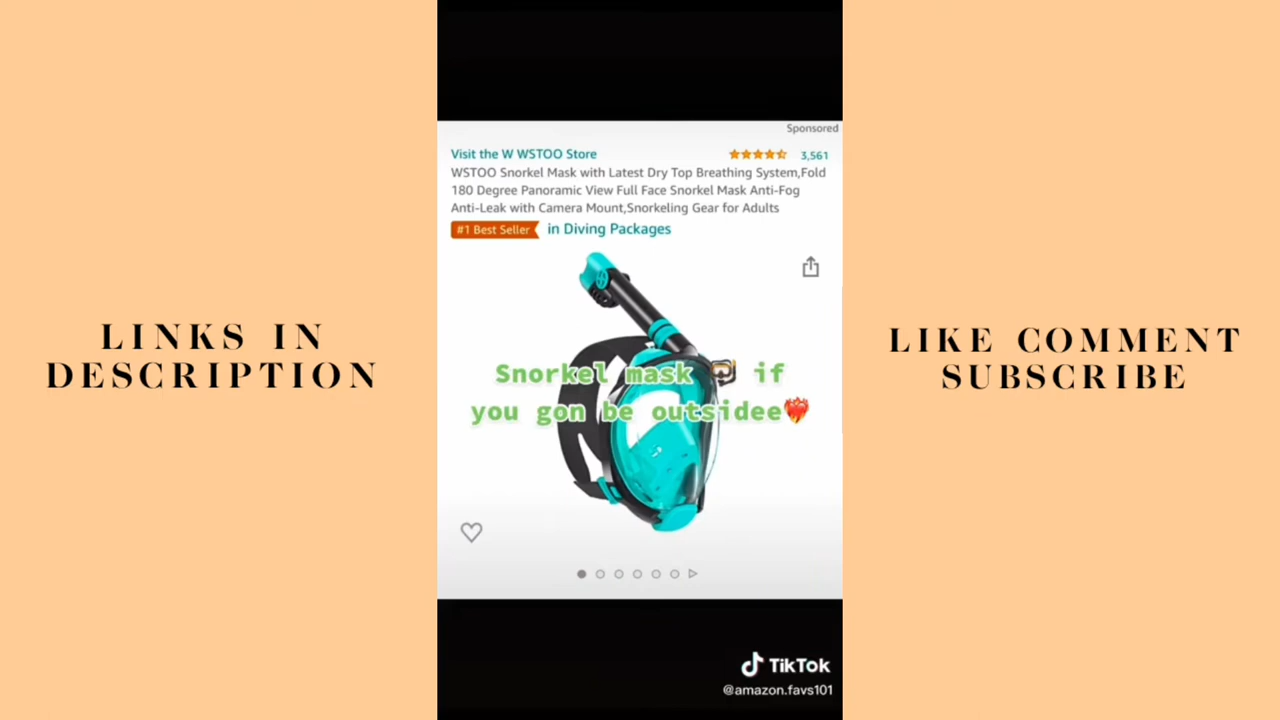 LINKS IN
DESCRIPTION
Sponsored
Visit the W WSTOO Store
3,561
WSTOO Snorkel Mask with Latest Dry Top Breathing System,Fold
180 Degree Panoramic View Full Face Snorkel Mask Anti-Fog
Anti-Leak with Camera Mount,Snorkeling Gear for Adults
#1 Best Seller in Diving Packages
Snorkel mask 🤿 if
you gon be outsidee❤️‍🔥
TikTok
@amazon.favs101
LIKE COMMENT
SUBSCRIBE